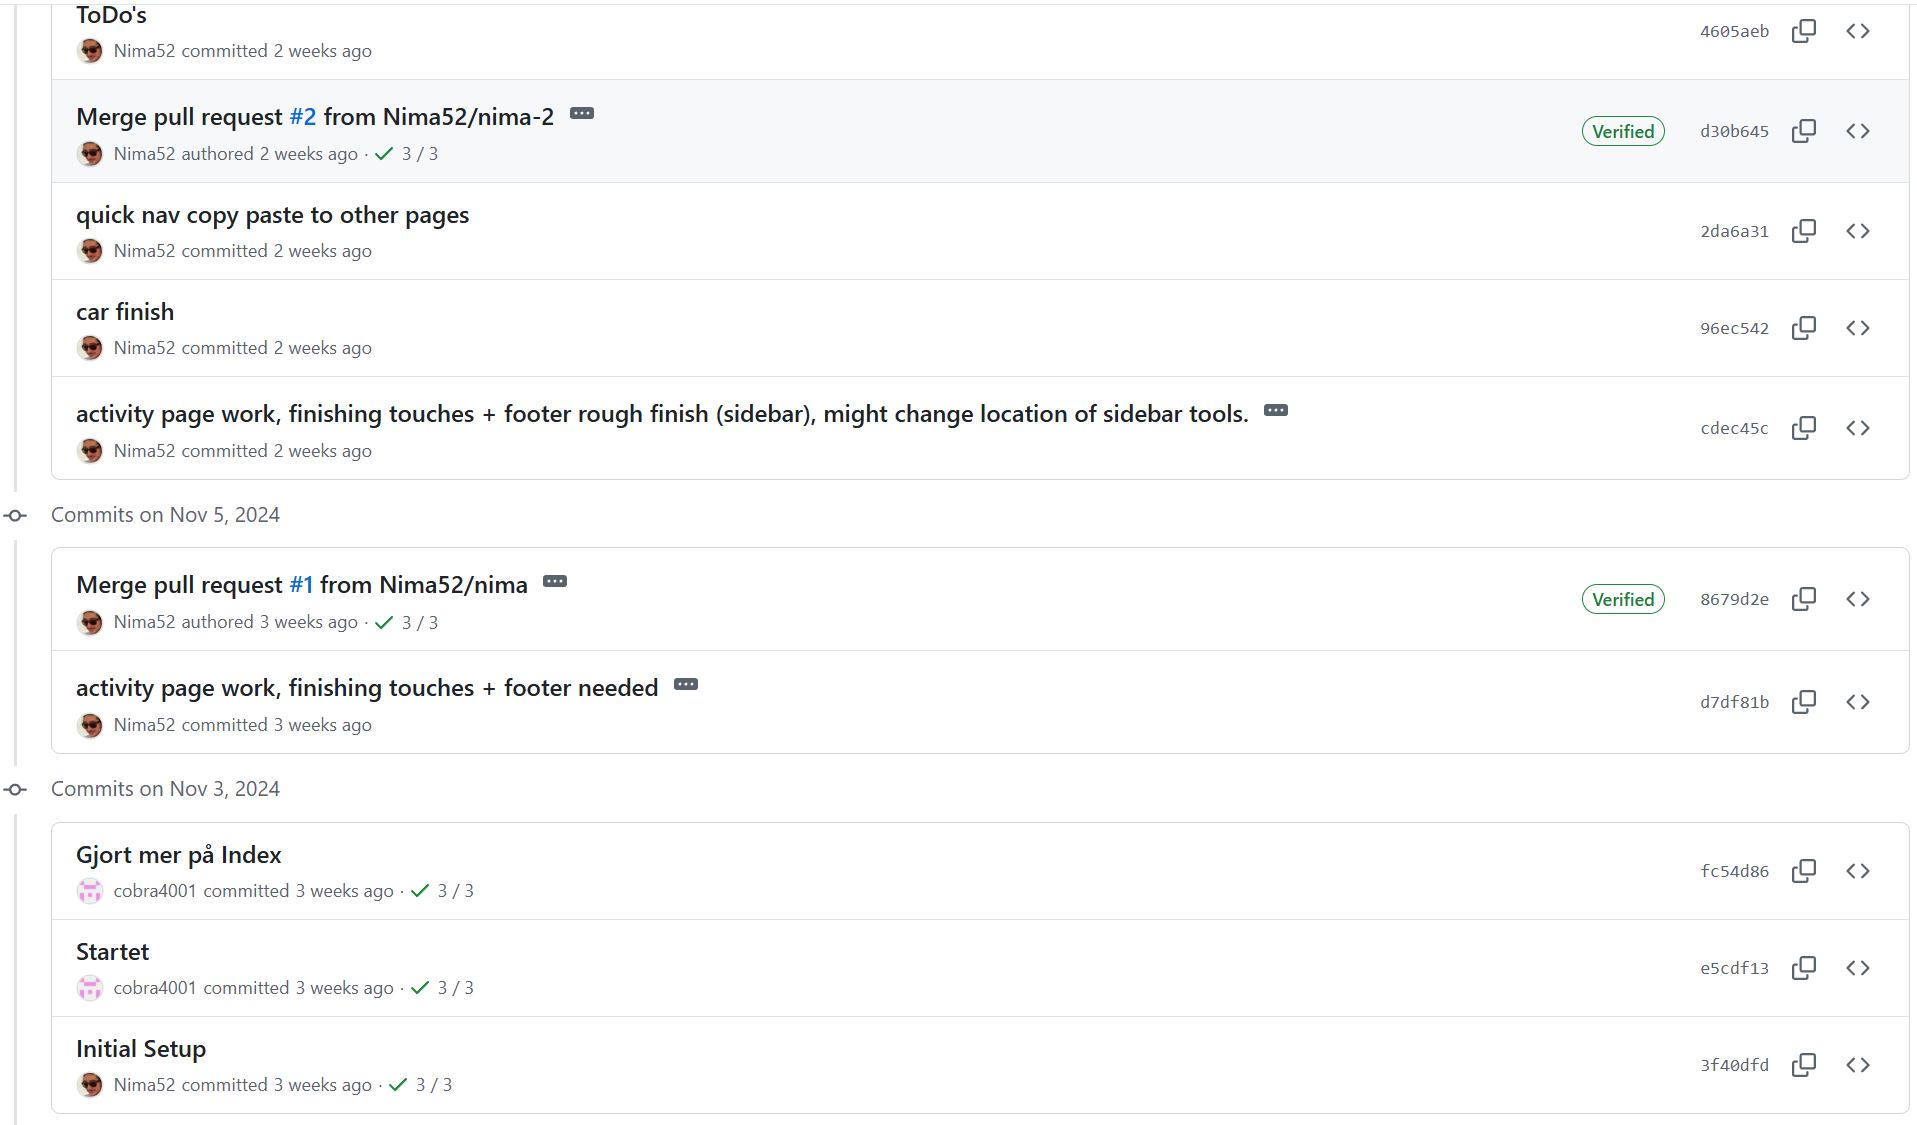 ToDo's
4605aeb
Nima52 committed 2 weeks ago
Merge pull request #2 from Nima52/nima-2
Verified d30b645
Nima52 authored 2 weeks ago · 3 / 3
quick nav copy paste to other pages
2da6a31
Nima52 committed 2 weeks ago
car finish
96ec542
Nima52 committed 2 weeks ago
activity page work, finishing touches + footer rough finish (sidebar), might change location of sidebar tools.
cdec45c
Nima52 committed 2 weeks ago
Commits on Nov 5, 2024
Merge pull request #1 from Nima52/nima
Verified 8679d2e
Nima52 authored 3 weeks ago · 3 / 3
activity page work, finishing touches + footer needed
d7df81b
Nima52 committed 3 weeks ago
Commits on Nov 3, 2024
Gjort mer på Index
fc54d86
cobra4001 committed 3 weeks ago · 3 / 3
Startet
e5cdf13
cobra4001 committed 3 weeks ago · 3 / 3
Initial Setup
3f40dfd
Nima52 committed 3 weeks ago · 3 / 3